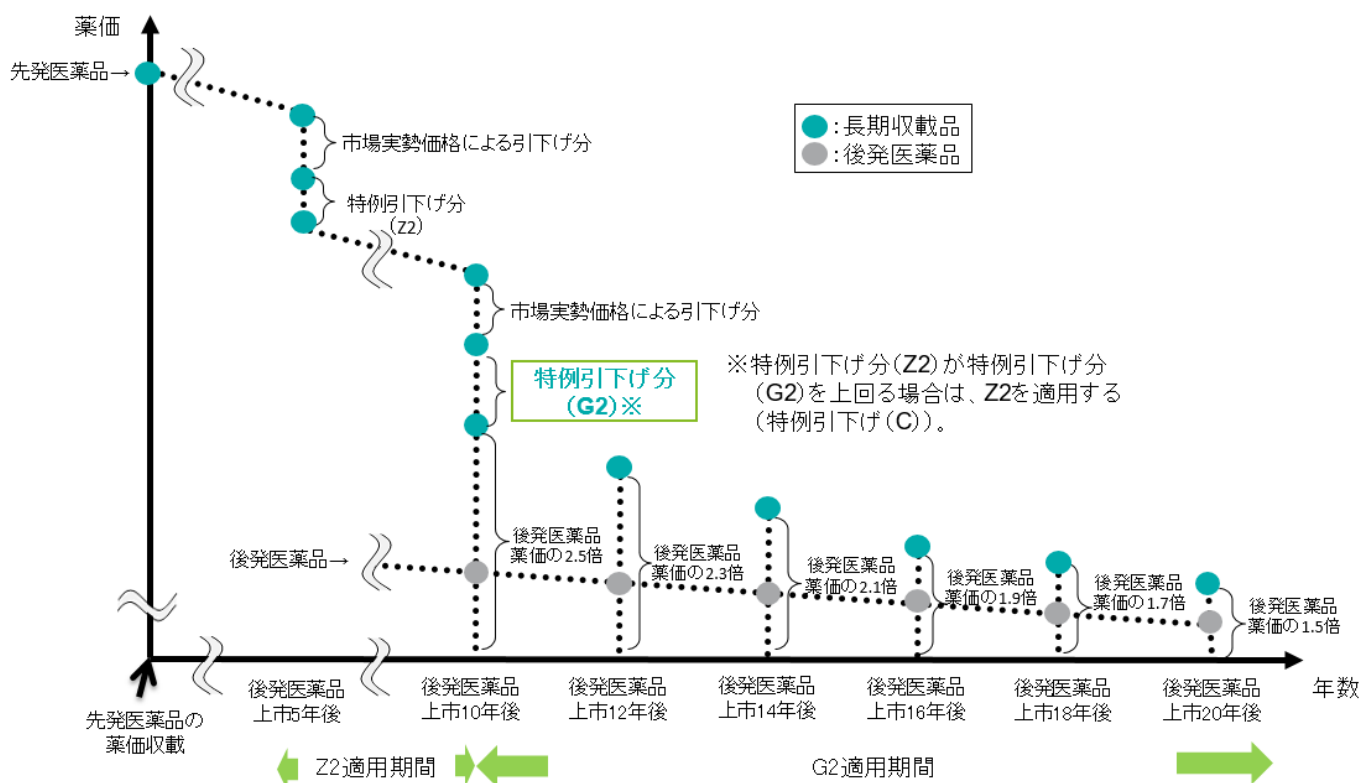 薬価
先発医薬品→
市場実勢価格による引下げ分
特例引下げ分
(Z2)
:長期収載品
:後発医薬品
市場実勢価格による引下げ分
特例引下げ分
(G2)※
※特例引下げ分(Z2)が特例引下げ分
(G2)を上回る場合は、Z2を適用する
(特例引下げ(C))。
後発医薬品→
後発医薬品
薬価の2.5倍
後発医薬品
薬価の2.3倍
後発医薬品
薬価の2.1倍
後発医薬品
薬価の1.9倍
後発医薬品
薬価の1.7倍
後発医薬品
薬価の1.5倍
先発医薬品の
薬価収載
後発医薬品
上市5年後
後発医薬品
上市10年後
後発医薬品
上市12年後
後発医薬品
上市14年後
後発医薬品
上市16年後
後発医薬品
上市18年後
後発医薬品
上市20年後
年数
Z2適用期間
G2適用期間